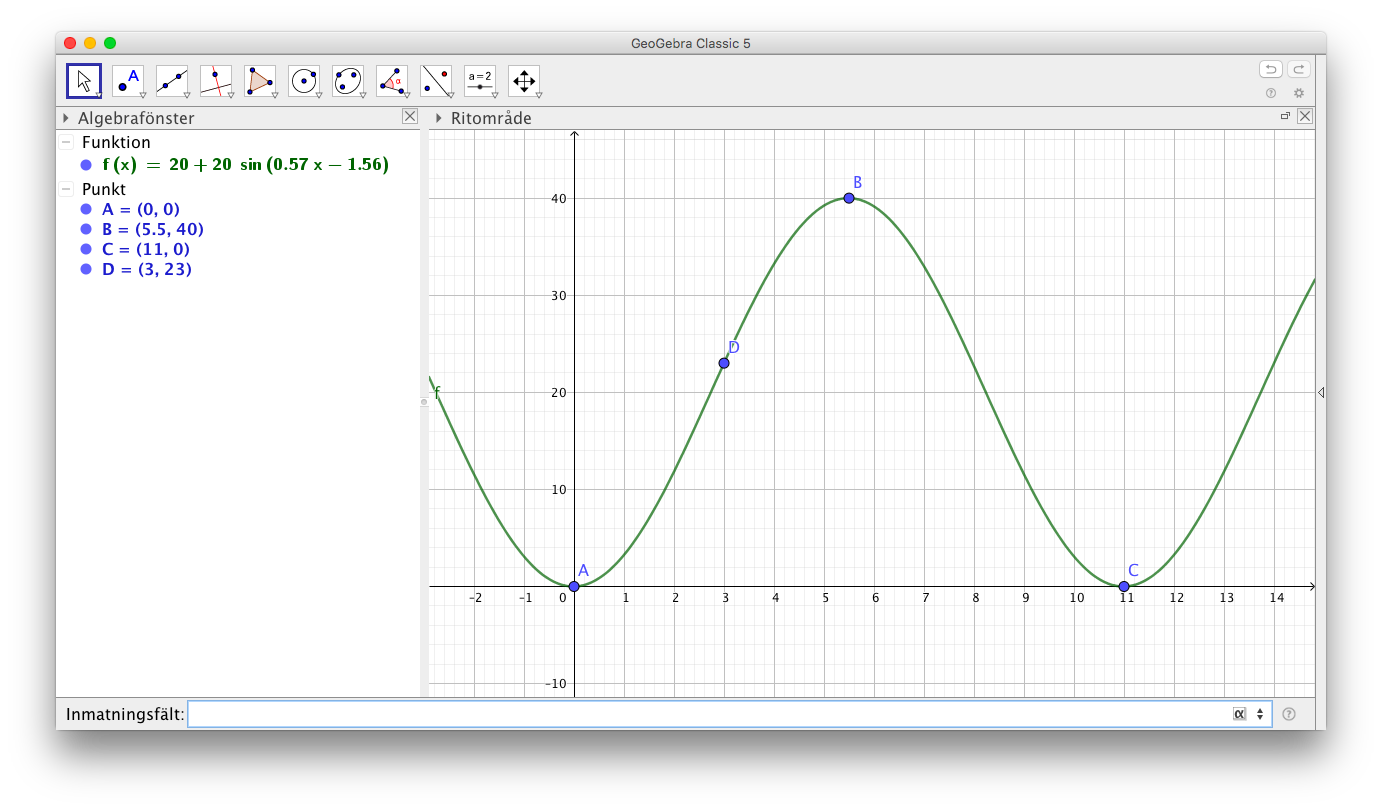 GeoGebra Classic 5
A
α
a=2
Algebrafönster
Ritområde
Funktion
f (x) = 20 + 20 sin (0.57 x − 1.56)
Punkt
A = (0, 0)
B = (5.5, 40)
C = (11, 0)
D = (3, 23)
B
40
30
D
f
20
10
A
C
-2 -1 0 1 2 3 4 5 6 7 8 9 10 11 12 13 14
-10
Inmatningsfält:
α
?